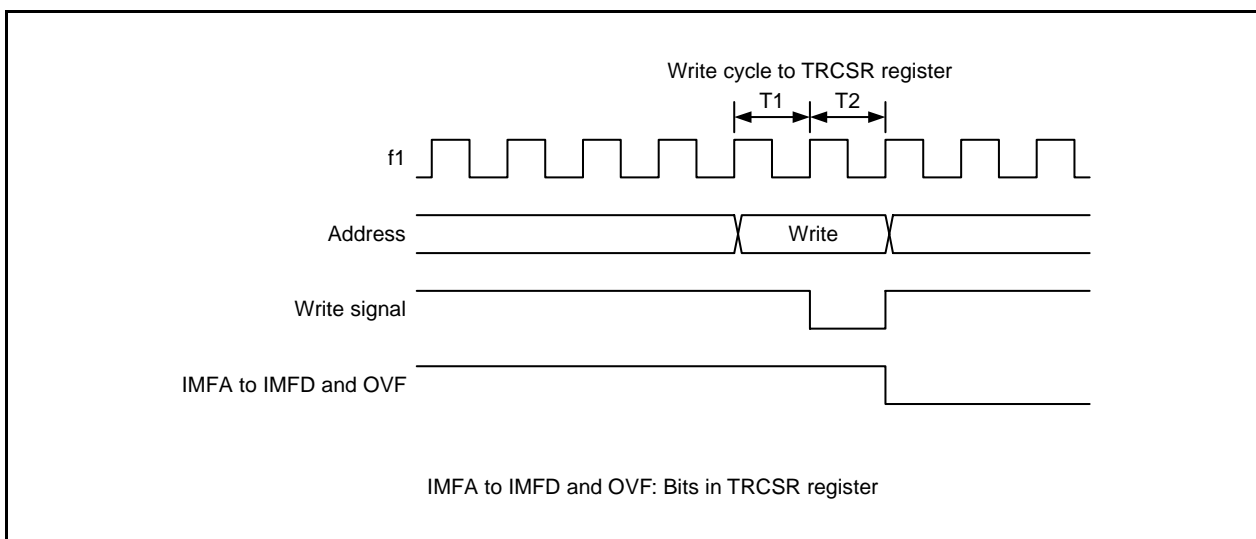 Write cycle to TRCSR register
T1 T2
f1
Address Write
Write signal
IMFA to IMFD and OVF
IMFA to IMFD and OVF: Bits in TRCSR register